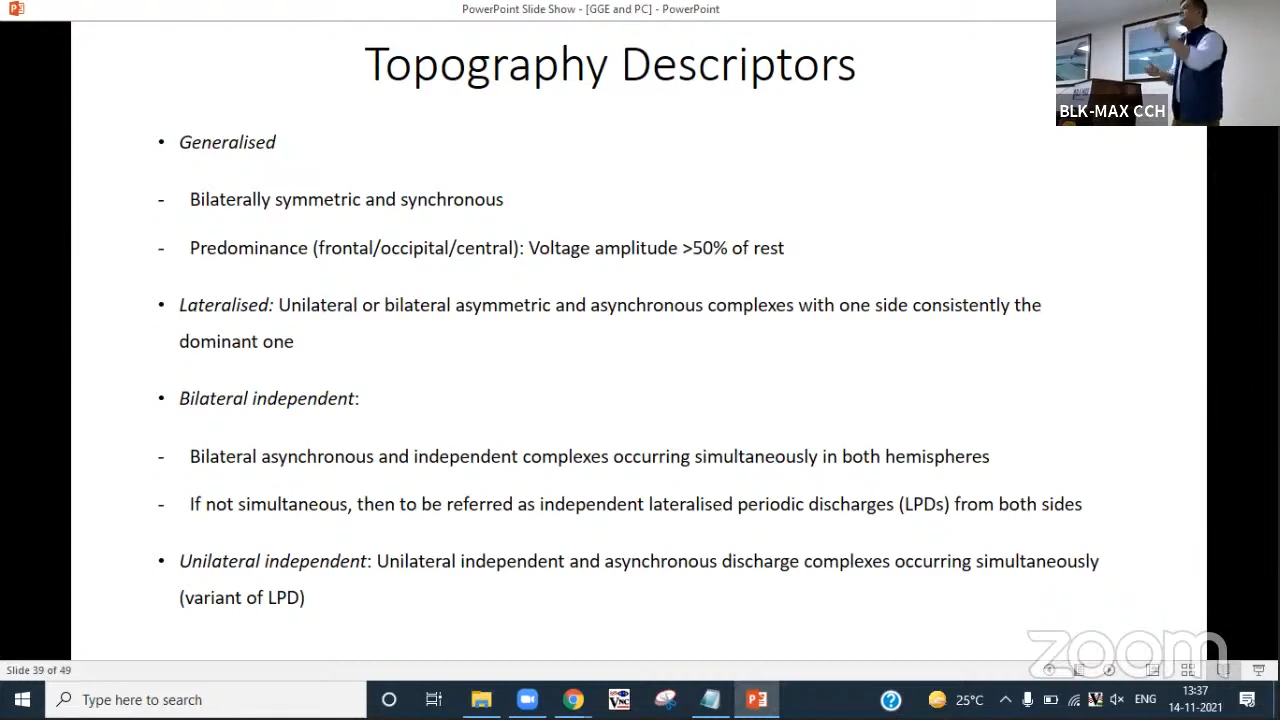 PowerPoint Slide Show - [GGE and PC] - PowerPoint
Topography Descriptors
BLK-MAX CCH
• Generalised
- Bilaterally symmetric and synchronous
- Predominance (frontal/occipital/central): Voltage amplitude >50% of rest
• Lateralised: Unilateral or bilateral asymmetric and asynchronous complexes with one side consistently the
dominant one
• Bilateral independent:
- Bilateral asynchronous and independent complexes occurring simultaneously in both hemispheres
- If not simultaneous, then to be referred as independent lateralised periodic discharges (LPDs) from both sides
• Unilateral independent: Unilateral independent and asynchronous discharge complexes occurring simultaneously
(variant of LPD)
zoom
Slide 39 of 49
Type here to search
25°C
ENG
13:37
14-11-2021